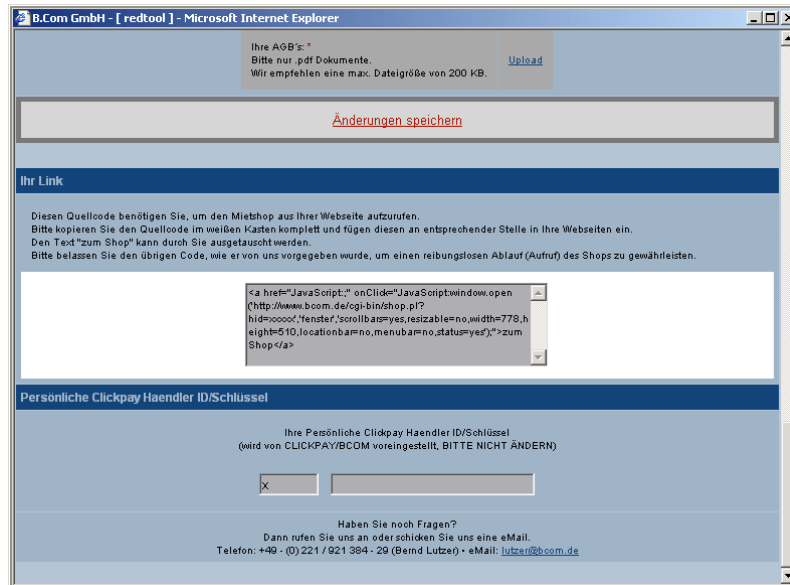 B.Com GmbH - [ redtool ] - Microsoft Internet Explorer
Ihre AGB's: *
Bitte nur .pdf Dokumente.
Wir empfehlen eine max. Dateigröße von 200 KB.
Upload
Änderungen speichern
Ihr Link
Diesen Quellcode benötigen Sie, um den Mietshop aus Ihrer Webseite aufzurufen.
Bitte kopieren Sie den Quellcode im weißen Kasten komplett und fügen diesen an entsprechender Stelle in Ihre Webseiten ein.
Den Text "zum Shop" kann durch Sie ausgetauscht werden.
Bitte belassen Sie den übrigen Code, wie er von uns vorgegeben wurde, um einen reibungslosen Ablauf (Aufruf) des Shops zu gewährleisten.
<a href="JavaScript:;" onClick="JavaScript:window.open
('http://www.bcom.de/cgi-bin/shop.pl?
hid=xxxxx','fenster','scrollbars=yes,resizable=no,width=778,h
eight=510,locationbar=no,menubar=no,status=yes');">zum
Shop</a>
Persönliche Clickpay Haendler ID/Schlüssel
Ihre Persönliche Clickpay Haendler ID/Schlüssel
(wird von CLICKPAY/BCOM voreingestellt, BITTE NICHT ÄNDERN)
x
Haben Sie noch Fragen?
Dann rufen Sie uns an oder schicken Sie uns eine eMail.
Telefon: +49 - (0) 221 / 921 384 - 29 (Bernd Lutzer) • eMail: lutzer@bcom.de